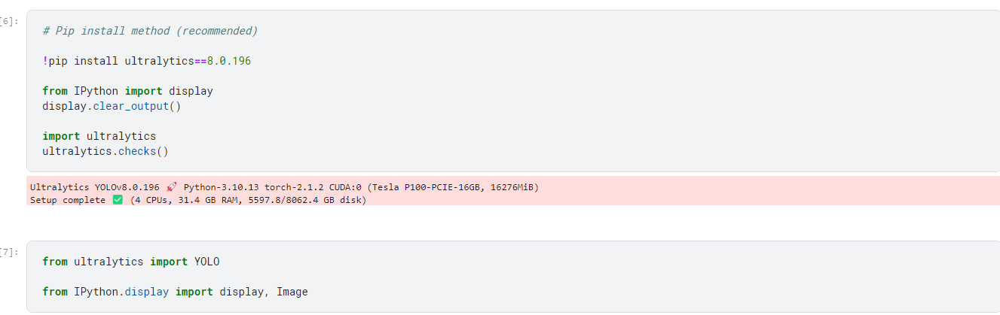 [6]:
# Pip install method (recommended)
!pip install ultralytics==8.0.196
from IPython import display
display.clear_output()
import ultralytics
ultralytics.checks()
Ultralytics YOLOv8.0.196 🚀 Python-3.10.13 torch-2.1.2 CUDA:0 (Tesla P100-PCIE-16GB, 16276MiB)
Setup complete ✅ (4 CPUs, 31.4 GB RAM, 5597.8/8062.4 GB disk)
[7]:
from ultralytics import YOLO
from IPython.display import display, Image